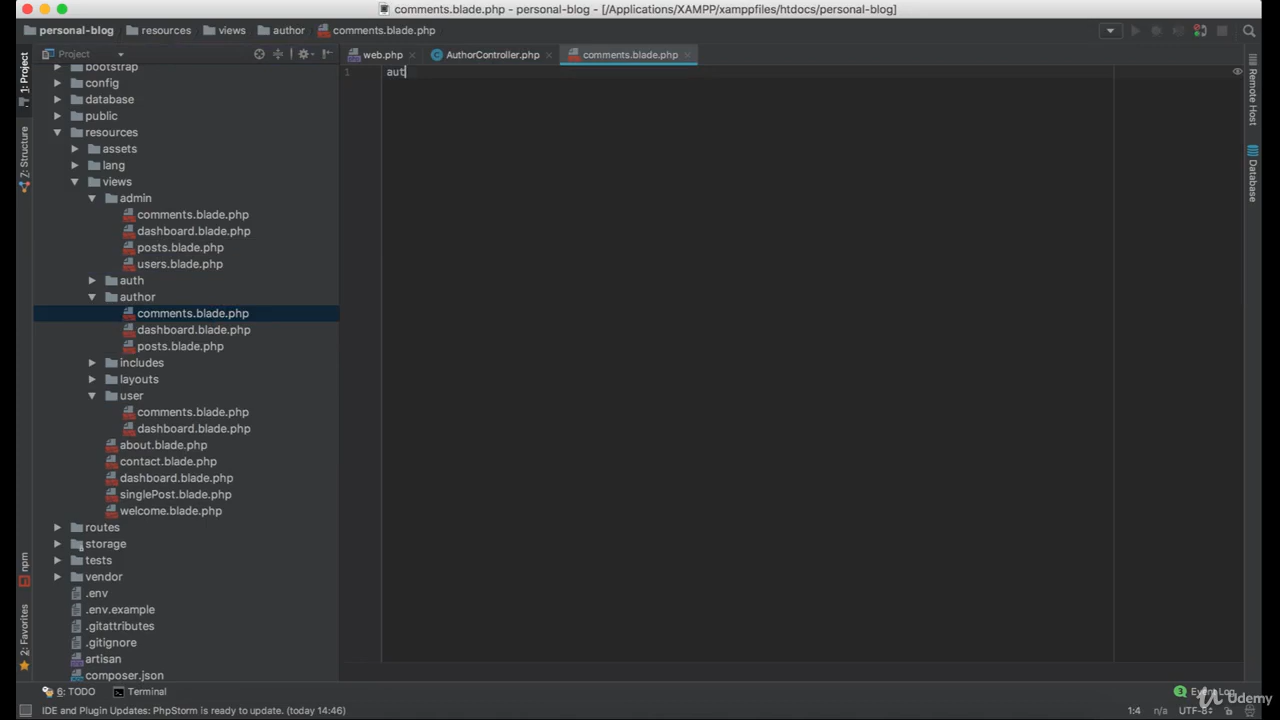 comments.blade.php - personal-blog - [/Applications/XAMPP/xamppfiles/htdocs/personal-blog]
personal-blog resources views author comments.blade.php
1: Project
Project
web.php AuthorController.php comments.blade.php
1 aut
bootstrap
config
database
public
resources
assets
lang
views
admin
comments.blade.php
dashboard.blade.php
posts.blade.php
users.blade.php
auth
author
comments.blade.php
dashboard.blade.php
posts.blade.php
includes
layouts
user
comments.blade.php
dashboard.blade.php
about.blade.php
contact.blade.php
dashboard.blade.php
singlePost.blade.php
welcome.blade.php
routes
storage
tests
vendor
.env
.env.example
.gitattributes
.gitignore
artisan
composer.json
Z: Structure
npm
2: Favorites
Remote Host
Database
6: TODO Terminal
3 Event Log
Udemy
IDE and Plugin Updates: PhpStorm is ready to update. (today 14:46)
1:4 n/a UTF-8